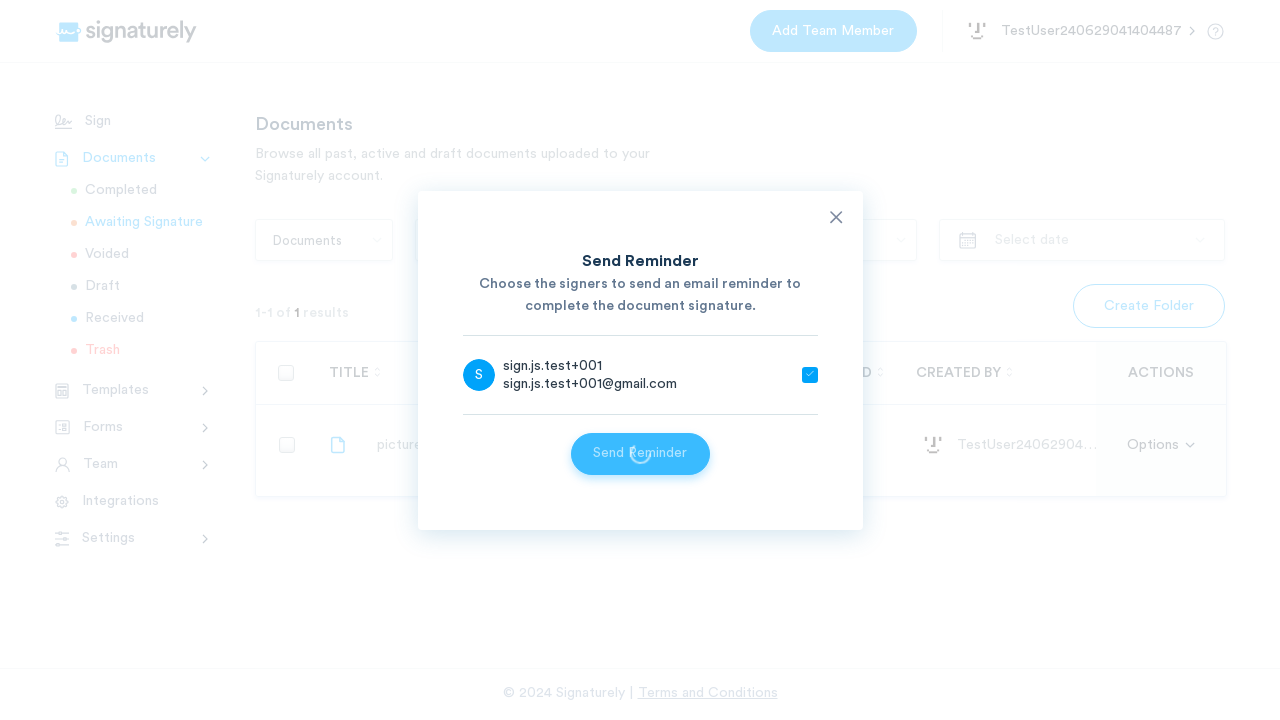 signaturely
Add Team Member
TestUser240629041404487
Sign
Documents
Completed
Awaiting Signature
Voided
Draft
Received
Trash
Templates
Forms
Team
Integrations
Settings
Documents
Browse all past, active and draft documents uploaded to your
Signaturely account.
Documents
Select date
1-1 of 1 results
Create Folder
TITLE
D
CREATED BY
ACTIONS
picture
TestUser24062904...
Options
Send Reminder
Choose the signers to send an email reminder to
complete the document signature.
S
sign.js.test+001
sign.js.test+001@gmail.com
Send Reminder
© 2024 Signaturely | Terms and Conditions